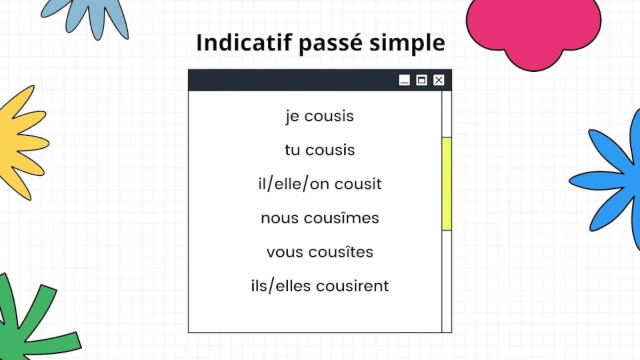 Indicatif passé simple
je cousis
tu cousis
il/elle/on cousit
nous cousîmes
vous cousîtes
ils/elles cousirent